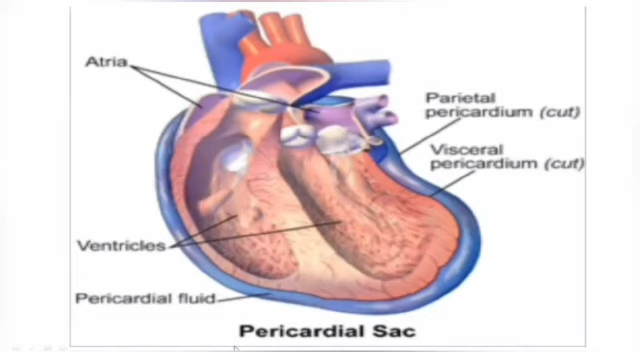 Atria
Parietal
pericardium (cut)
Visceral
pericardium (cut)
Ventricles
Pericardial fluid
Pericardial Sac